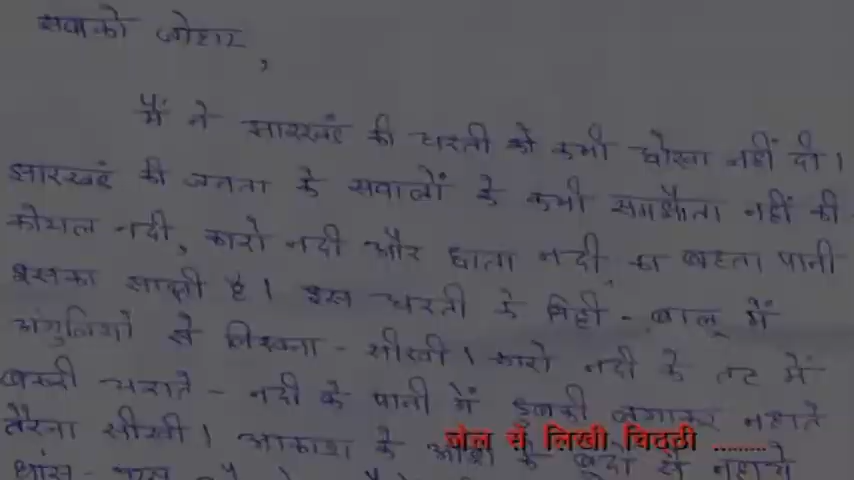 सबको जोहार,
मैं ने झारखंड की धरती को कभी धोखा नहीं दी।
झारखंड की जनता के सवालों से कभी समझौता नहीं की
कोयल नदी, कारो नदी और छाता नदी का बहता पानी
इसका साक्षी है। इस धरती के मिट्टी - बालू में
अंगुलियों से लिखना - सीखी। कारो नदी के तट में
बकरी चराते - नदी के पानी में डुबकी लगाकर नहाते
तैरना सीखी। आकाश के के बूंदों से नहाये
जेल से लिखी चिट्ठी .........